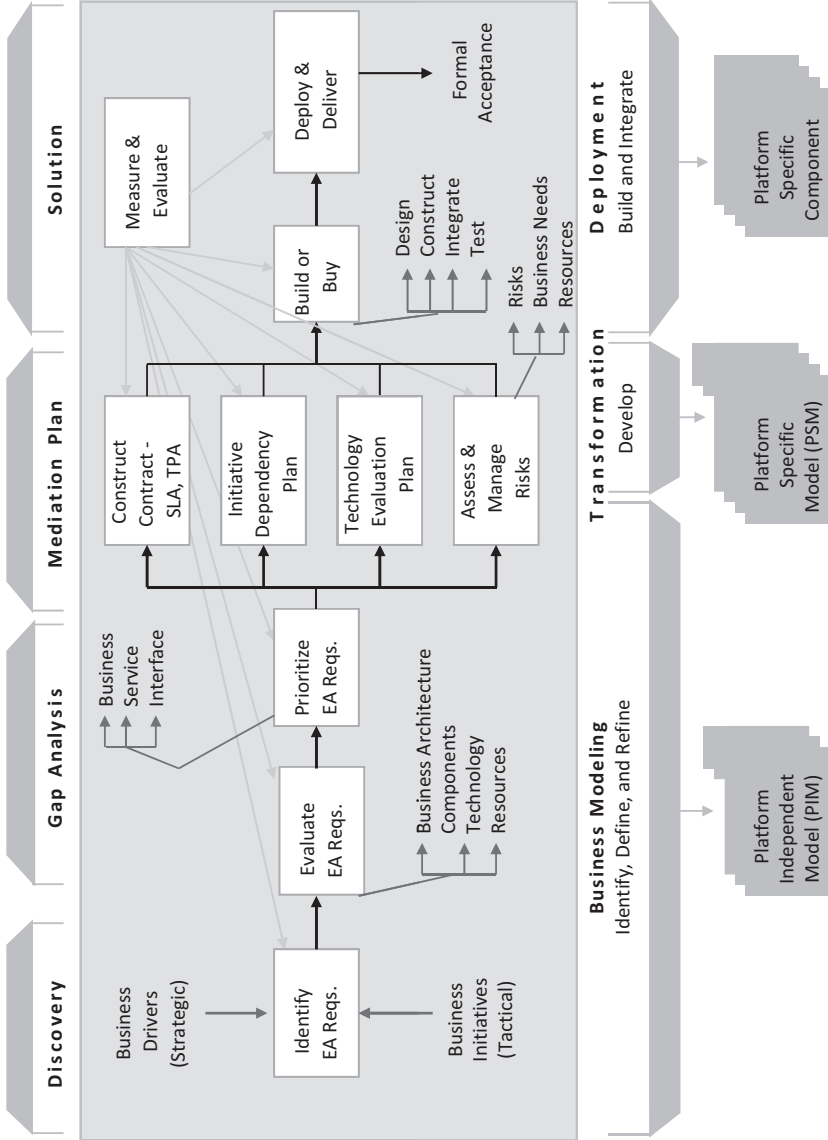 Discovery
Gap Analysis
Mediation Plan
Solution
Business
Drivers
(Strategic)
Identify
EA Reqs.
Business
Initiatives
(Tactical)
Evaluate
EA Reqs.
Business Architecture
Components
Technology
Resources
Business
Service
Interface
Prioritize
EA Reqs.
Construct
Contract -
SLA, TPA
Initiative
Dependency
Plan
Technology
Evaluation
Plan
Assess &
Manage
Risks
Risks
Business Needs
Resources
Measure &
Evaluate
Build or
Buy
Design
Construct
Integrate
Test
Deploy &
Deliver
Formal
Acceptance
Business Modeling
Identify, Define, and Refine
Transformation
Develop
Deployment
Build and Integrate
Platform
Independent
Model (PIM)
Platform
Specific
Model (PSM)
Platform
Specific
Component